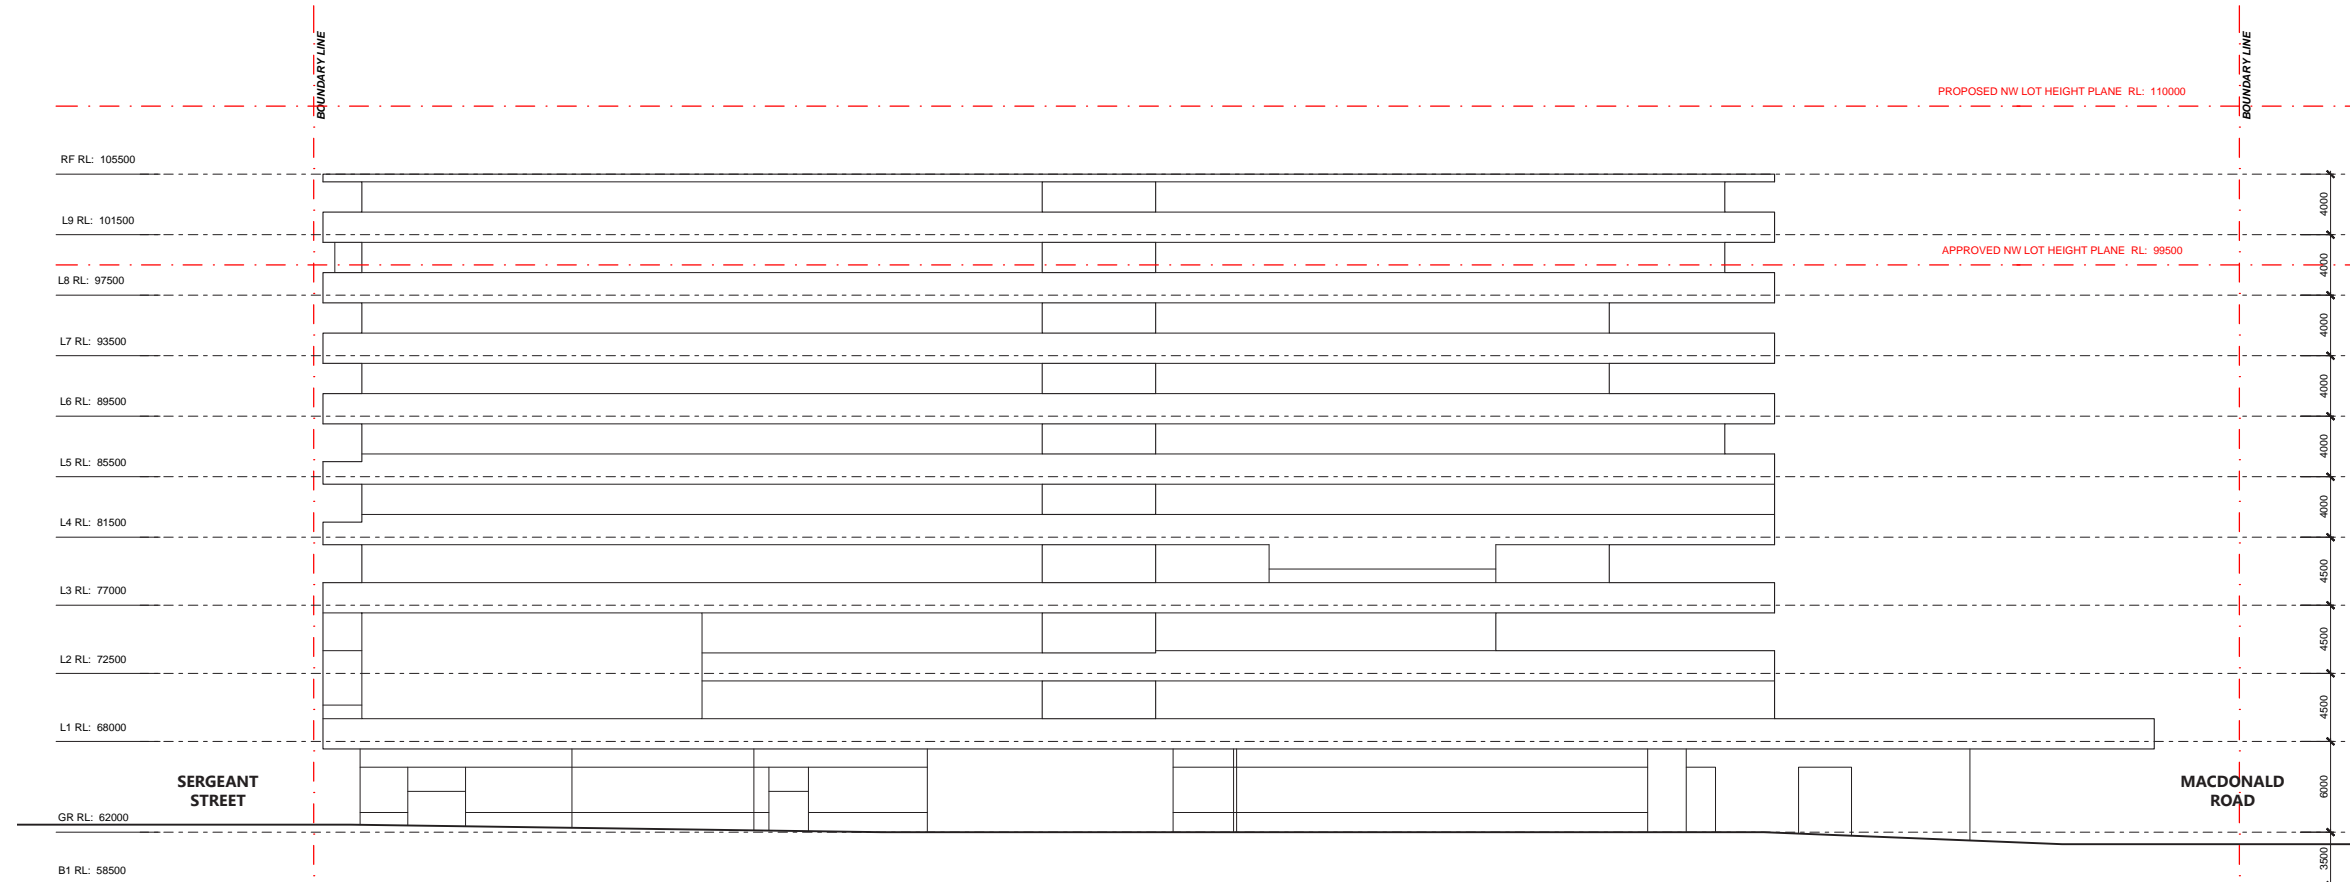 BOUNDARY LINE
BOUNDARY LINE
PROPOSED NW LOT HEIGHT PLANE RL: 110000
RF RL: 105500
4000
L9 RL: 101500
APPROVED NW LOT HEIGHT PLANE RL: 99500
4000
L8 RL: 97500
4000
L7 RL: 93500
4000
L6 RL: 89500
4000
L5 RL: 85500
4000
L4 RL: 81500
4500
L3 RL: 77000
4500
L2 RL: 72500
4500
L1 RL: 68000
SERGEANT
STREET
6000
MACDONALD
ROAD
GR RL: 62000
3500
B1 RL: 58500